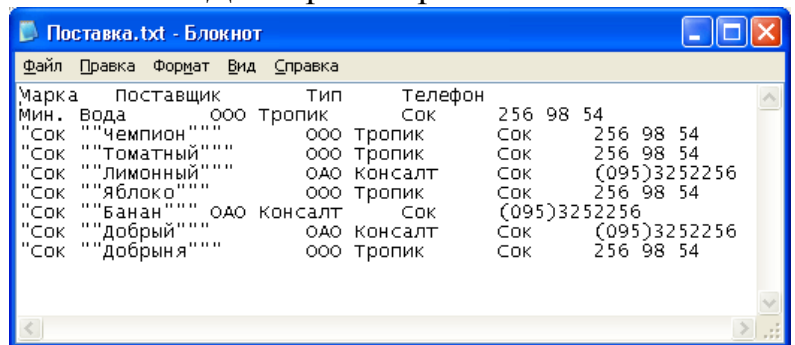 Поставка.txt - Блокнот
Файл Правка Формат Вид Справка
Марка Поставщик Тип Телефон
Мин. Вода ООО Тропик Сок 256 98 54
"Сок ""Чемпион""" ООО Тропик Сок 256 98 54
"Сок ""Томатный""" ООО Тропик Сок 256 98 54
"Сок ""Лимонный""" ОАО Консалт Сок (095)3252256
"Сок ""Яблоко""" ООО Тропик Сок 256 98 54
"Сок ""Банан""" ОАО Консалт Сок (095)3252256
"Сок ""Добрый""" ОАО Консалт Сок (095)3252256
"Сок ""Добрыня""" ООО Тропик Сок 256 98 54